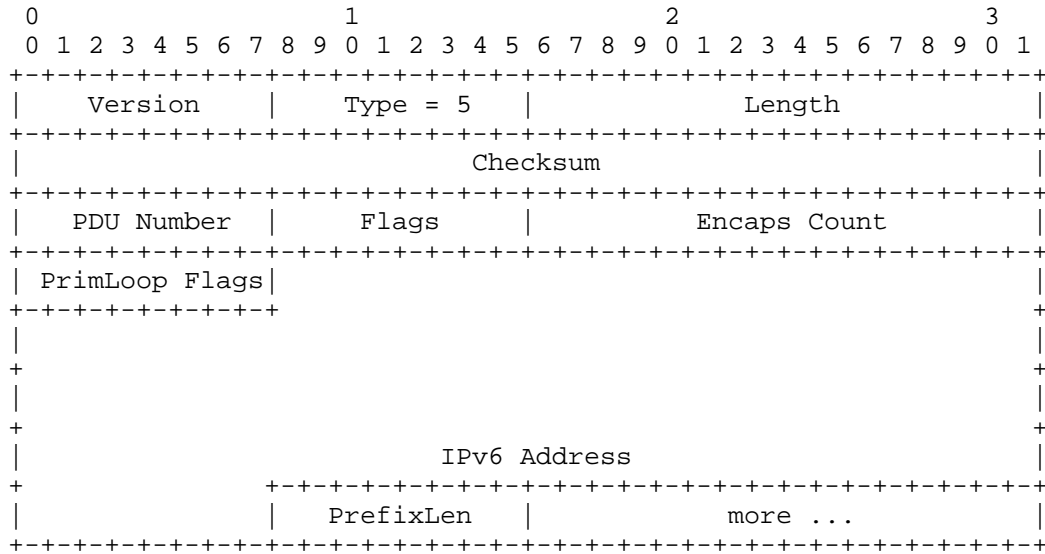 0                   1                   2                   3
 0 1 2 3 4 5 6 7 8 9 0 1 2 3 4 5 6 7 8 9 0 1 2 3 4 5 6 7 8 9 0 1
+-+-+-+-+-+-+-+-+-+-+-+-+-+-+-+-+-+-+-+-+-+-+-+-+-+-+-+-+-+-+-+-+
|    Version    |    Type = 5   |             Length            |
+-+-+-+-+-+-+-+-+-+-+-+-+-+-+-+-+-+-+-+-+-+-+-+-+-+-+-+-+-+-+-+-+
|                            Checksum                           |
+-+-+-+-+-+-+-+-+-+-+-+-+-+-+-+-+-+-+-+-+-+-+-+-+-+-+-+-+-+-+-+-+
|   PDU Number  |     Flags     |          Encaps Count         |
+-+-+-+-+-+-+-+-+-+-+-+-+-+-+-+-+-+-+-+-+-+-+-+-+-+-+-+-+-+-+-+-+
| PrimLoop Flags|                                               |
+-+-+-+-+-+-+-+-+                                               +
|                                                               |
+                                                               +
|                                                               |
+                                                               +
|                          IPv6 Address                         |
+               +-+-+-+-+-+-+-+-+-+-+-+-+-+-+-+-+-+-+-+-+-+-+-+-+
|               |   PrefixLen   |            more ...           |
+-+-+-+-+-+-+-+-+-+-+-+-+-+-+-+-+-+-+-+-+-+-+-+-+-+-+-+-+-+-+-+-+